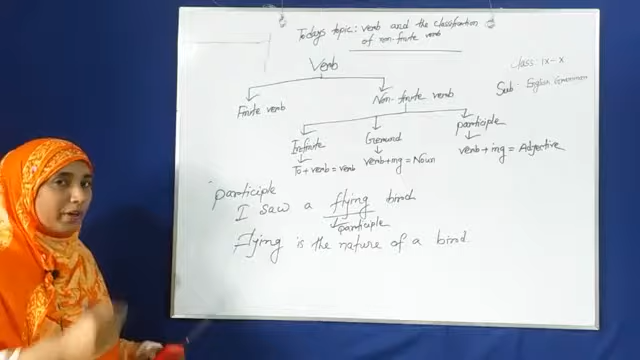 Todays topic: verb and the classification
of non-finite verb
Class: IX-X
Sub: English Grammar
Verb
Finite verb
Non-finite verb
Infinite
Gerund
participle
To+verb=verb
verb+ing=Noun
verb+ing=Adjective
participle
I saw a flying bird
participle
Flying is the nature of a bird